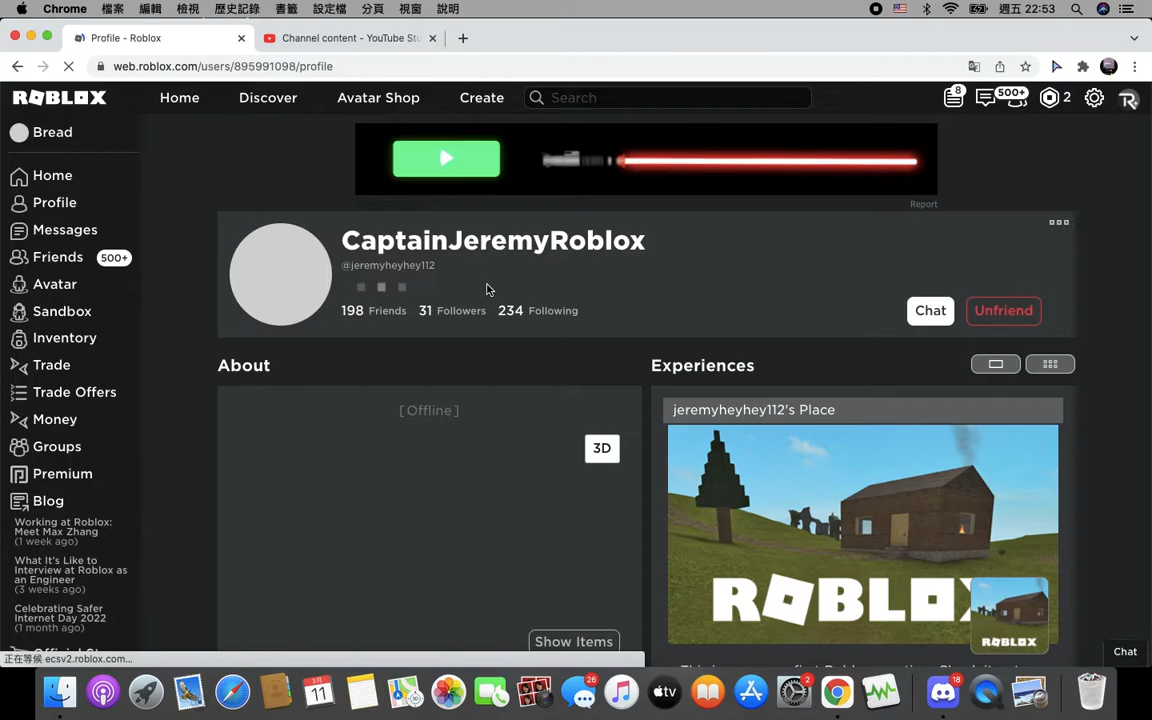 Chrome 檔案 編輯 檢視 歷史記錄 書籤 設定檔 分頁 視窗 說明 週五 22:53
Profile - Roblox Channel content - YouTube Stu
web.roblox.com/users/895991098/profile
ROBLOX Home Discover Avatar Shop Create Search 8 500+ 2
Bread
Home
Profile
Messages
Friends 500+
Avatar
Sandbox
Inventory
Trade
Trade Offers
Money
Groups
Premium
Blog
Working at Roblox:
Meet Max Zhang
(1 week ago)
What It's Like to
Interview at Roblox as
an Engineer
(3 weeks ago)
Celebrating Safer
Internet Day 2022
(1 month ago)
Report
CaptainJeremyRoblox
@jeremyheyhey112
198 Friends 31 Followers 234 Following
Chat Unfriend
About
[ Offline ]
3D
Show Items
Experiences
jeremyheyhey112's Place
ROBLOX
ROBLOX
Chat
正在等候 ecsv2.roblox.com...
3月
11
26
2
18